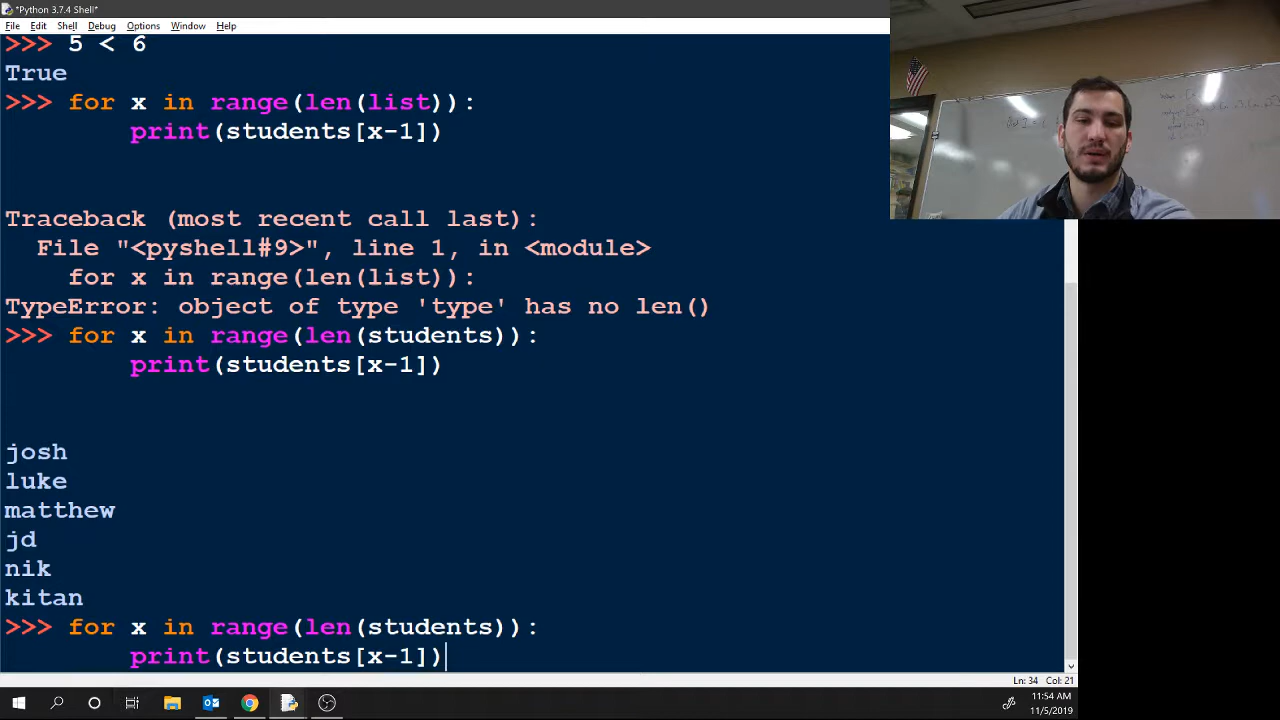 *Python 3.7.4 Shell*
File Edit Shell Debug Options Window Help
>>> 5 < 6
True
>>> for x in range(len(list)):
        print(students[x-1])
Traceback (most recent call last):
  File "<pyshell#9>", line 1, in <module>
    for x in range(len(list)):
TypeError: object of type 'type' has no len()
>>> for x in range(len(students)):
        print(students[x-1])
josh
luke
matthew
jd
nik
kitan
>>> for x in range(len(students)):
        print(students[x-1])
Ln: 34 Col: 21
11:54 AM
11/5/2019